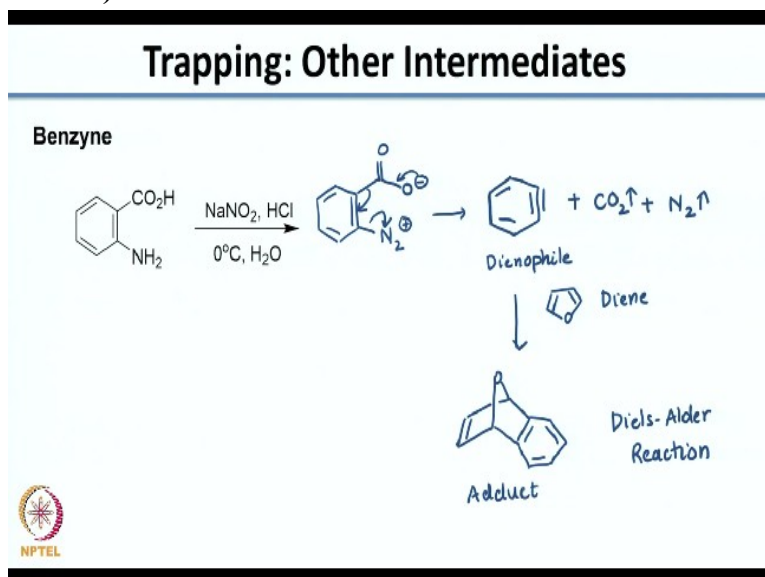 Trapping: Other Intermediates
Benzyne
CO2H
NH2
NaNO2, HCl
0°C, H2O
O
O⊖
N2⊕
+ CO2↑ + N2↑
Dienophile
O
Diene
O
Adduct
Diels-Alder
Reaction
NPTEL